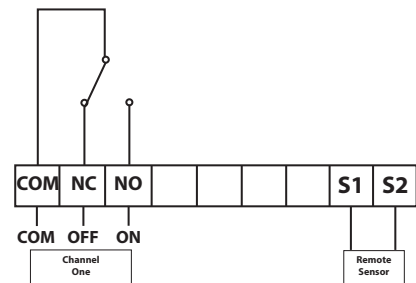 COM NC NO S1 S2
COM OFF ON
Channel
One
Remote
Sensor